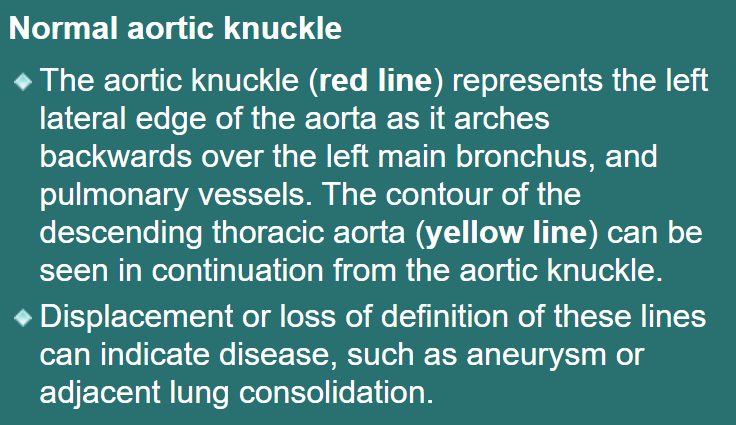 Normal aortic knuckle
The aortic knuckle (red line) represents the left
lateral edge of the aorta as it arches
backwards over the left main bronchus, and
pulmonary vessels. The contour of the
descending thoracic aorta (yellow line) can be
seen in continuation from the aortic knuckle.
Displacement or loss of definition of these lines
can indicate disease, such as aneurysm or
adjacent lung consolidation.